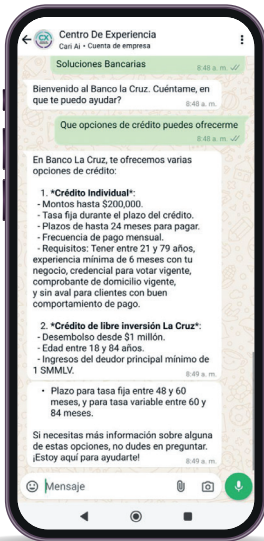 Centro De Experiencia
Cari Ai • Cuenta de empresa
Soluciones Bancarias
8:48 a. m.
Bienvenido al Banco la Cruz. Cuéntame, en
que te puedo ayudar?
8:48 a. m.
Que opciones de crédito puedes ofrecerme
8:48 a. m.
En Banco La Cruz, te ofrecemos varias
opciones de crédito:
1. *Crédito Individual*:
- Montos hasta $200,000.
- Tasa fija durante el plazo del crédito.
- Plazos de hasta 24 meses para pagar.
- Frecuencia de pago mensual.
- Requisitos: Tener entre 21 y 79 años,
experiencia mínima de 6 meses con tu
negocio, credencial para votar vigente,
comprobante de domicilio vigente,
y sin aval para clientes con buen
comportamiento de pago.
2. *Crédito de libre inversión La Cruz*:
- Desembolso desde $1 millón.
- Edad entre 18 y 84 años.
- Ingresos del deudor principal mínimo de
1 SMMLV.
8:49 a. m.
• Plazo para tasa fija entre 48 y 60
meses, y para tasa variable entre 60 y
84 meses.
Si necesitas más información sobre alguna
de estas opciones, no dudes en preguntar.
¡Estoy aquí para ayudarte!
8:49 a. m.
Mensaje